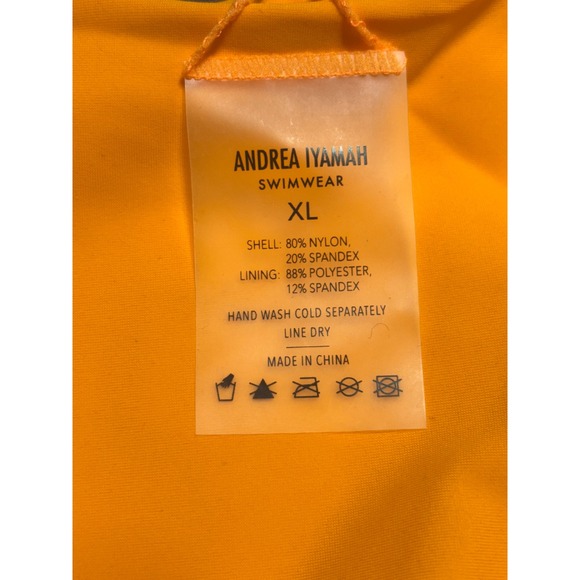 ANDREA IYAMAH
SWIMWEAR
XL
SHELL: 80% NYLON,
20% SPANDEX
LINING: 88% POLYESTER,
12% SPANDEX
HAND WASH COLD SEPARATELY
LINE DRY
MADE IN CHINA